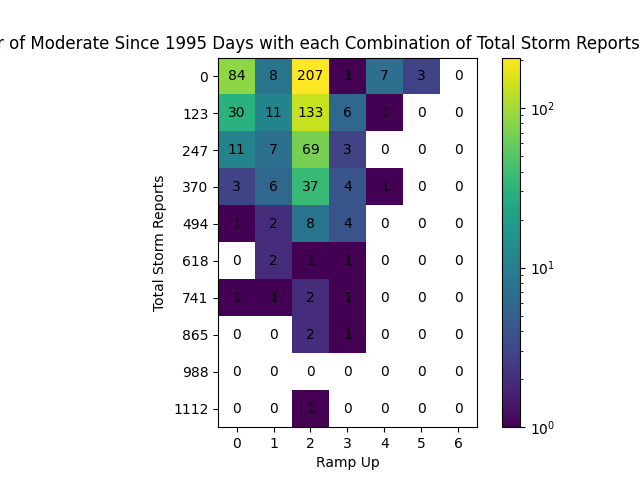 r of Moderate Since 1995 Days with each Combination of Total Storm Reports
0 84 8 207 1 7 3 0
123 30 11 133 6 1 0 0
247 11 7 69 3 0 0 0
370 3 6 37 4 1 0 0
494 1 2 8 4 0 0 0
618 0 2 1 1 0 0 0
741 1 1 2 1 0 0 0
865 0 0 2 1 0 0 0
988 0 0 0 0 0 0 0
1112 0 0 1 0 0 0 0
0 1 2 3 4 5 6
Ramp Up
Total Storm Reports
10²
10¹
10⁰